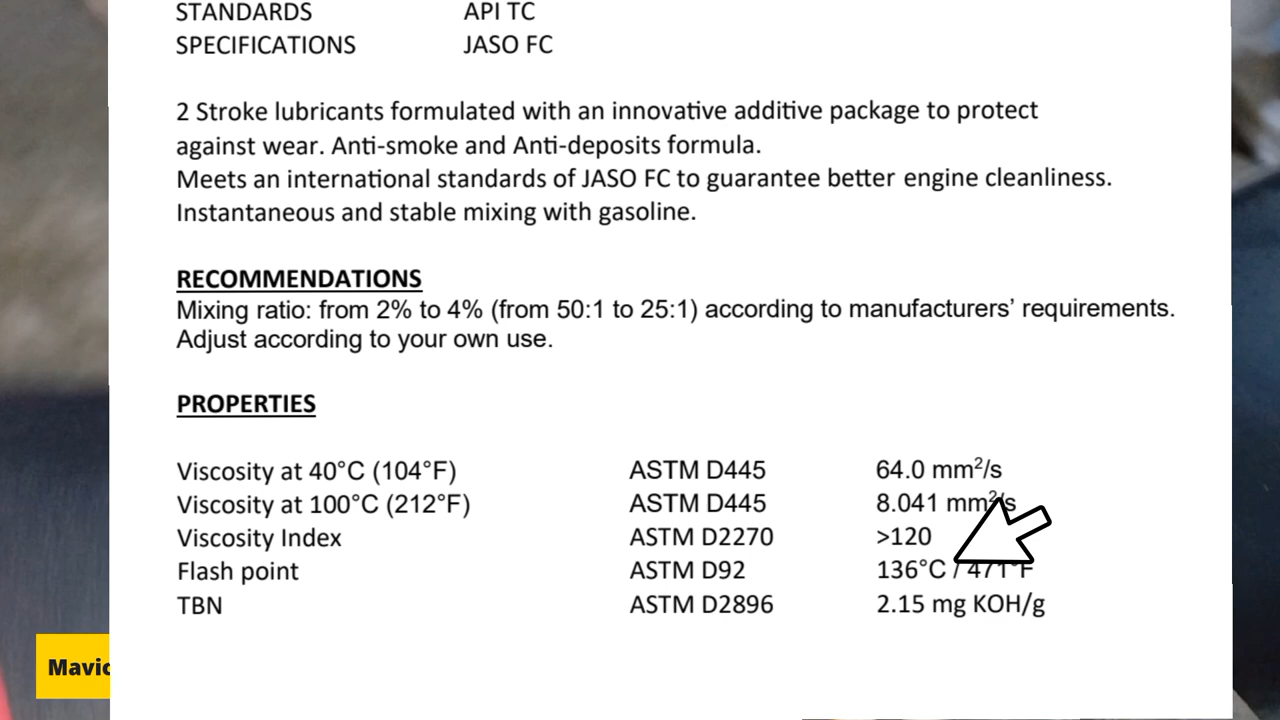 STANDARDS API TC
SPECIFICATIONS JASO FC
2 Stroke lubricants formulated with an innovative additive package to protect
against wear. Anti-smoke and Anti-deposits formula.
Meets an international standards of JASO FC to guarantee better engine cleanliness.
Instantaneous and stable mixing with gasoline.
RECOMMENDATIONS
Mixing ratio: from 2% to 4% (from 50:1 to 25:1) according to manufacturers’ requirements.
Adjust according to your own use.
PROPERTIES
Viscosity at 40°C (104°F) ASTM D445 64.0 mm²/s
Viscosity at 100°C (212°F) ASTM D445 8.041 mm²/s
Viscosity Index ASTM D2270 >120
Flash point ASTM D92 136°C / 471°F
TBN ASTM D2896 2.15 mg KOH/g
Mavic